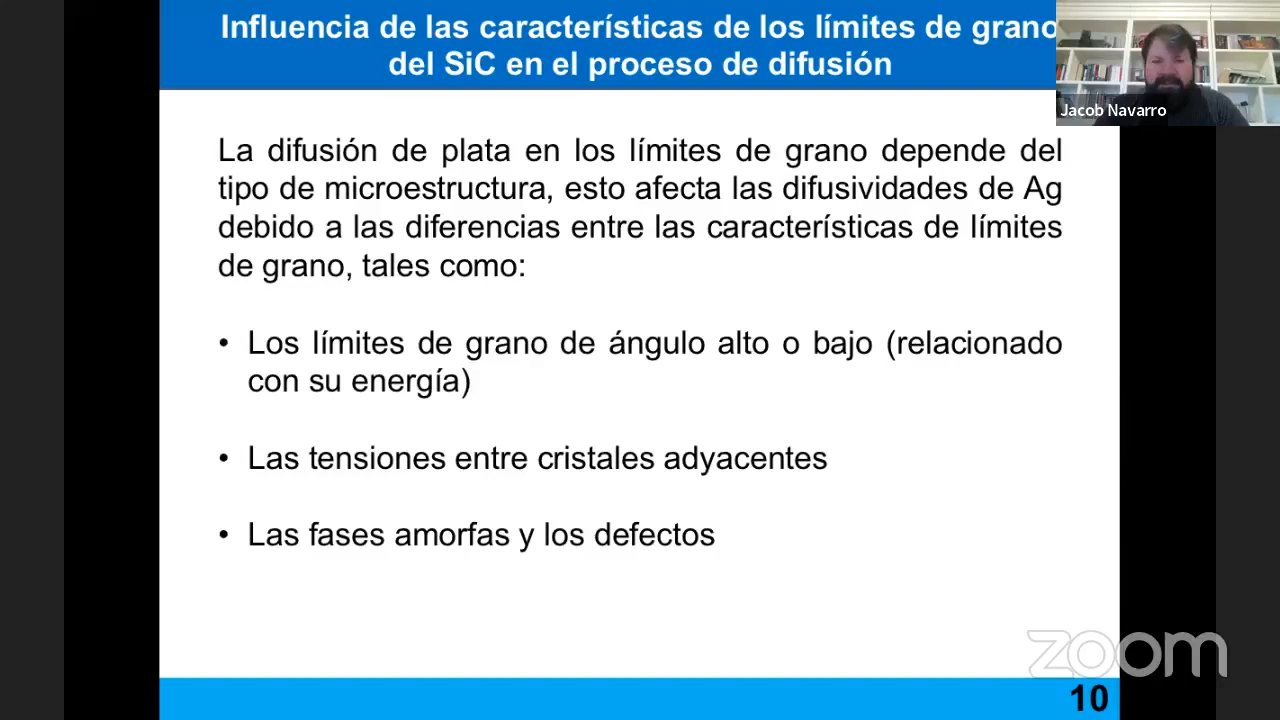 Influencia de las características de los límites de grano
del SiC en el proceso de difusión
Jacob Navarro
La difusión de plata en los límites de grano depende del
tipo de microestructura, esto afecta las difusividades de Ag
debido a las diferencias entre las características de límites
de grano, tales como:
• Los límites de grano de ángulo alto o bajo (relacionado
con su energía)
• Las tensiones entre cristales adyacentes
• Las fases amorfas y los defectos
zoom
10